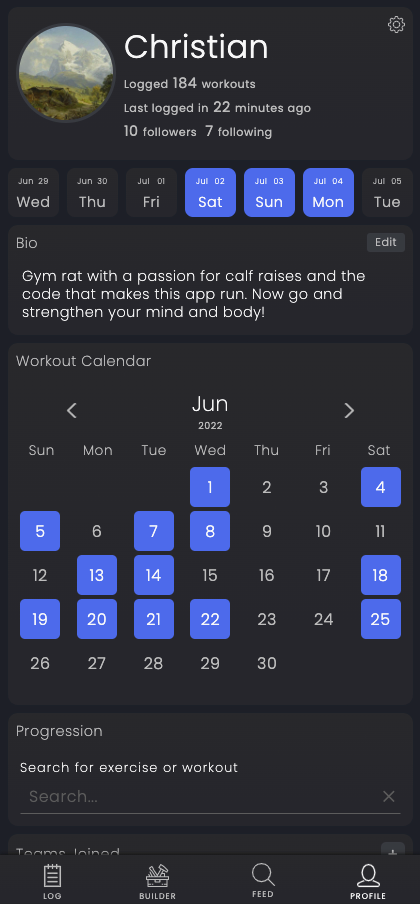 Christian
Logged 184 workouts
Last logged in 22 minutes ago
10 followers 7 following
Jun 29 Jun 30 Jul 01 Jul 02 Jul 03 Jul 04 Jul 05
Wed Thu Fri Sat Sun Mon Tue
Bio Edit
Gym rat with a passion for calf raises and the
code that makes this app run. Now go and
strengthen your mind and body!
Workout Calendar
Jun
2022
Sun Mon Tue Wed Thu Fri Sat
1 2 3 4
5 6 7 8 9 10 11
12 13 14 15 16 17 18
19 20 21 22 23 24 25
26 27 28 29 30
Progression
Search for exercise or workout
Search...
Teams Joined
LOG BUILDER FEED PROFILE